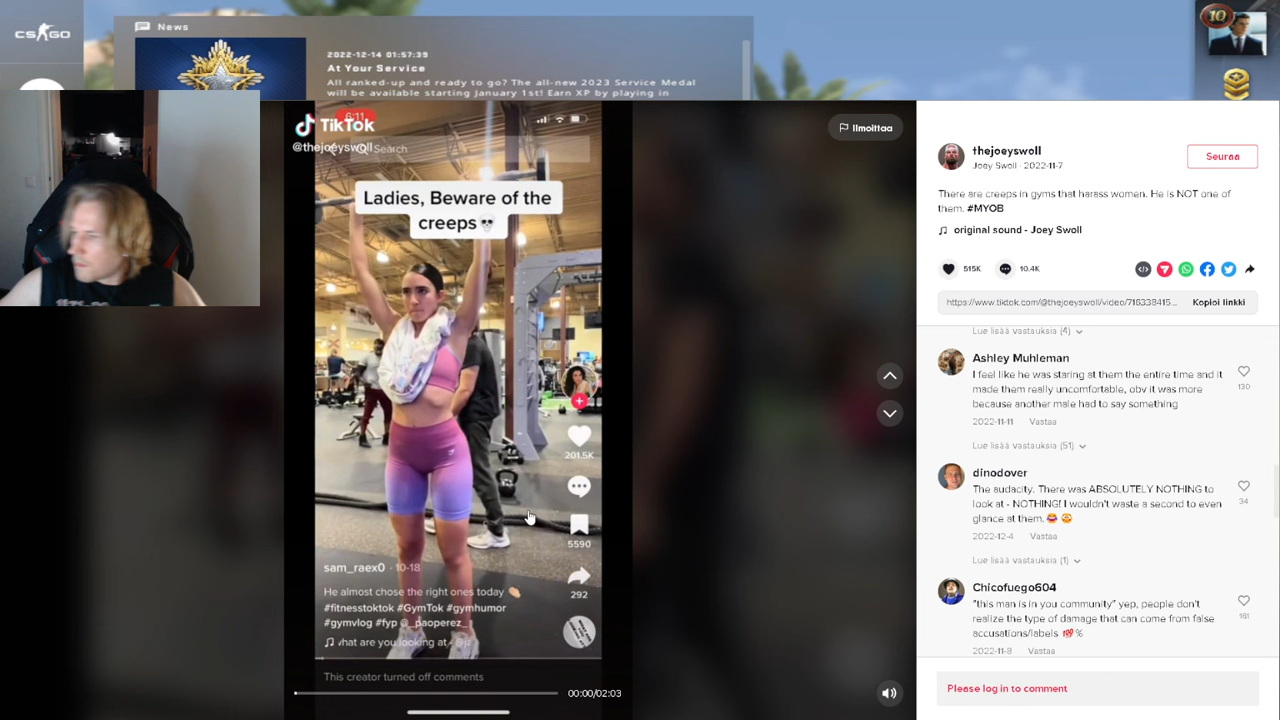 CS:GO
News
2022-12-14 01:57:39
At Your Service
All ranked-up and ready to go? The all-new 2023 Service Medal
will be available starting January 1st! Earn XP by playing in
10
6:11
TikTok
@thejoeyswoll
Search
Ladies, Beware of the
creeps💀
201.5K
5590
292
sam_raex0 · 10-18
He almost chose the right ones today 👏🏼
#fitnesstoktok #GymTok #gymhumor
#gymvlog #fyp @_paoperez_
what are you looking at
This creator turned off comments
00:00/02:03
Ilmoittaa
thejoeyswoll
Joey Swoll · 2022-11-7
Seuraa
There are creeps in gyms that harass women. He is NOT one of
them. #MYOB
original sound - Joey Swoll
515K
10.4K
https://www.tiktok.com/@thejoeyswoll/video/716338415...
Kopioi linkki
Lue lisää vastauksia (4)
Ashley Muhleman
I feel like he was staring at them the entire time and it
made them really uncomfortable, obv it was more
because another male had to say something
130
2022-11-11 Vastaa
Lue lisää vastauksia (51)
dinodover
The audacity. There was ABSOLUTELY NOTHING to
look at - NOTHING! I wouldn't waste a second to even
glance at them. 😂 🙄
34
2022-12-4 Vastaa
Lue lisää vastauksia (1)
Chicofuego604
"this man is in you community" yep, people don't
realize the type of damage that can come from false
accusations/labels 💯%
161
2022-11-8 Vastaa
Please log in to comment